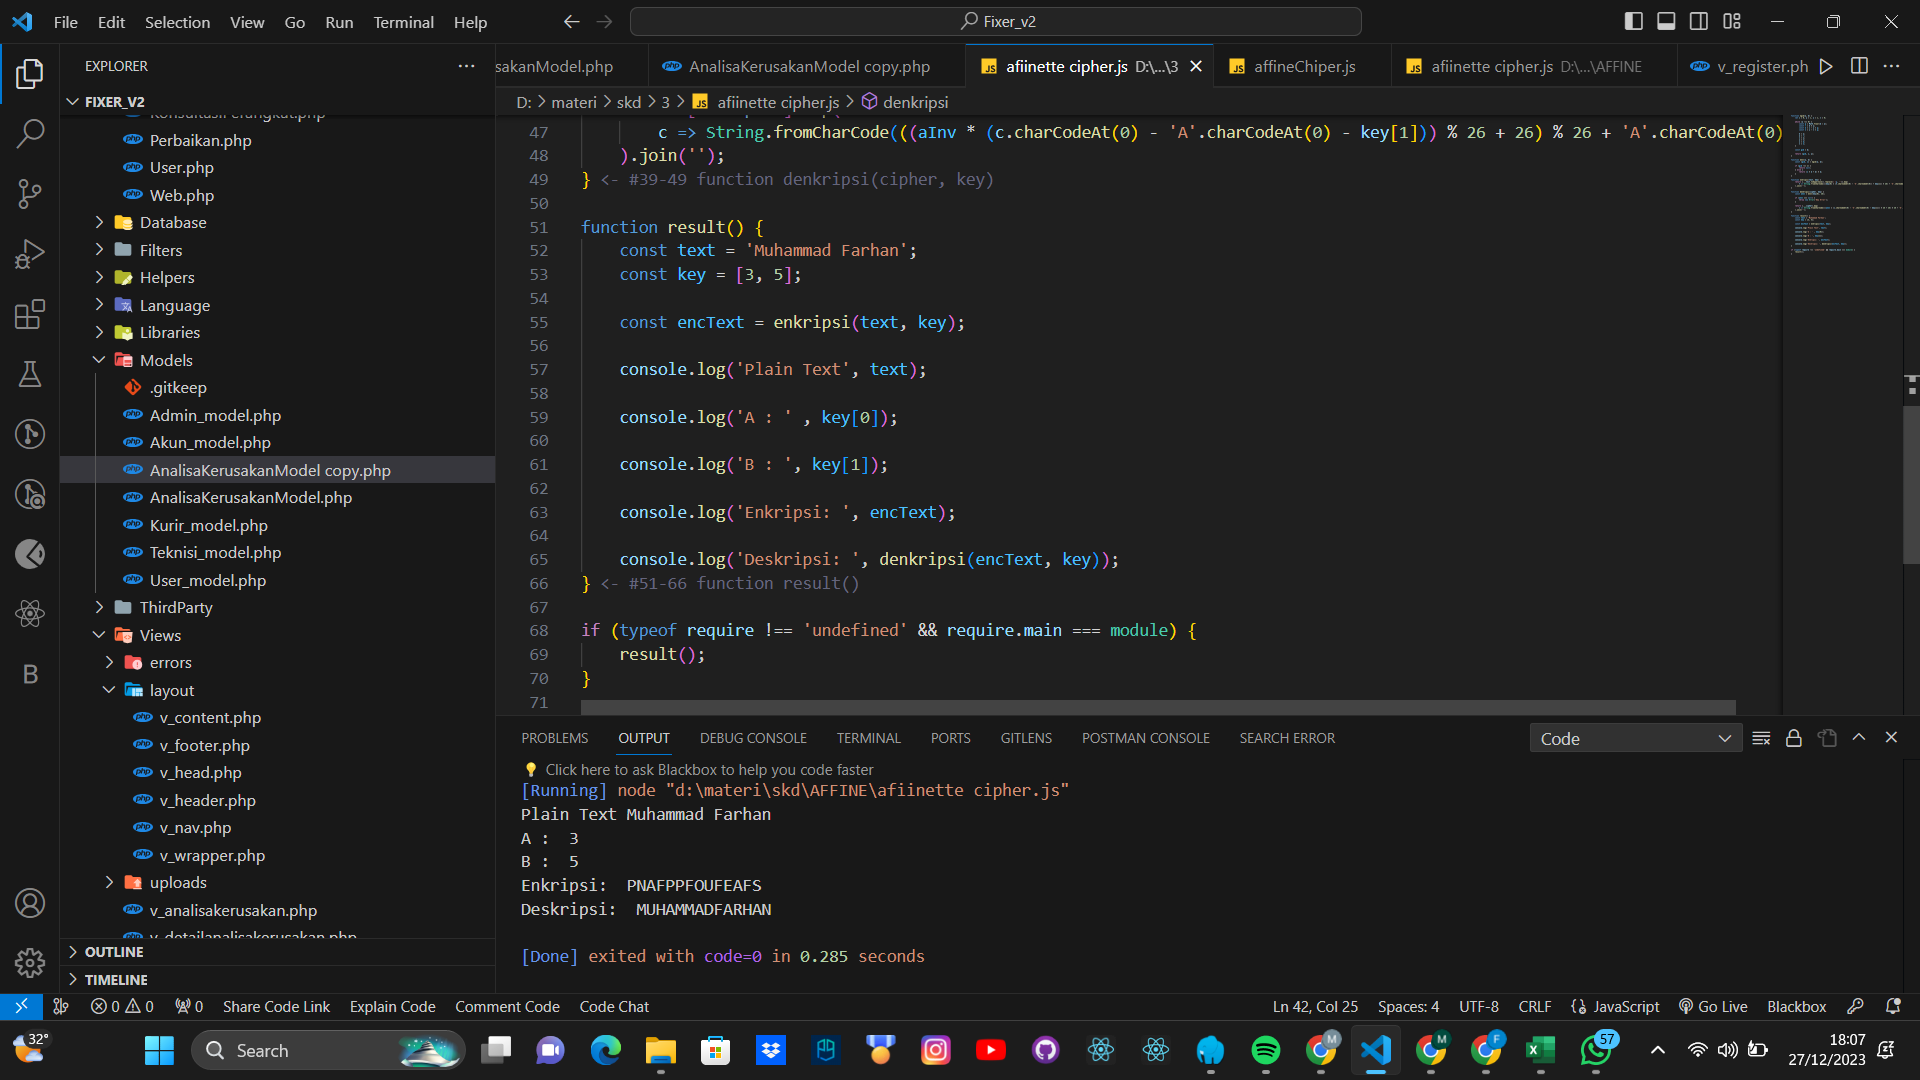 File Edit Selection View Go Run Terminal Help
Fixer_v2
EXPLORER
sakanModel.php
AnalisaKerusakanModel copy.php
afiinette cipher.js D:\...\3
affineChiper.js
afiinette cipher.js D:\...\AFFINE
v_register.ph
FIXER_V2
D: > materi > skd > 3 > JS afiinette cipher.js > denkripsi
Perbaikan.php
User.php
Web.php
Database
Filters
Helpers
Language
Libraries
Models
.gitkeep
Admin_model.php
Akun_model.php
AnalisaKerusakanModel copy.php
AnalisaKerusakanModel.php
Kurir_model.php
Teknisi_model.php
User_model.php
ThirdParty
Views
errors
layout
v_content.php
v_footer.php
v_head.php
v_header.php
v_nav.php
v_wrapper.php
uploads
v_analisakerusakan.php
v_detailanalisakerusakan.php
OUTLINE
TIMELINE
47 c => String.fromCharCode(((aInv * (c.charCodeAt(0) - 'A'.charCodeAt(0) - key[1])) % 26 + 26) % 26 + 'A'.charCodeAt(0)
48 ).join('');
49 } <- #39-49 function denkripsi(cipher, key)
50
51 function result() {
52 const text = 'Muhammad Farhan';
53 const key = [3, 5];
54
55 const encText = enkripsi(text, key);
56
57 console.log('Plain Text', text);
58
59 console.log('A : ' , key[0]);
60
61 console.log('B : ', key[1]);
62
63 console.log('Enkripsi: ', encText);
64
65 console.log('Deskripsi: ', denkripsi(encText, key));
66 } <- #51-66 function result()
67
68 if (typeof require !== 'undefined' && require.main === module) {
69 result();
70 }
71
PROBLEMS OUTPUT DEBUG CONSOLE TERMINAL PORTS GITLENS POSTMAN CONSOLE SEARCH ERROR
Code
Click here to ask Blackbox to help you code faster
[Running] node "d:\materi\skd\AFFINE\afiinette cipher.js"
Plain Text Muhammad Farhan
A :  3
B :  5
Enkripsi:  PNAFPPFOUFEAFS
Deskripsi:  MUHAMMADFARHAN
[Done] exited with code=0 in 0.285 seconds
0 0 0 Share Code Link Explain Code Comment Code Code Chat
Ln 42, Col 25 Spaces: 4 UTF-8 CRLF JavaScript Go Live Blackbox
32°
Search
57
18:07
27/12/2023